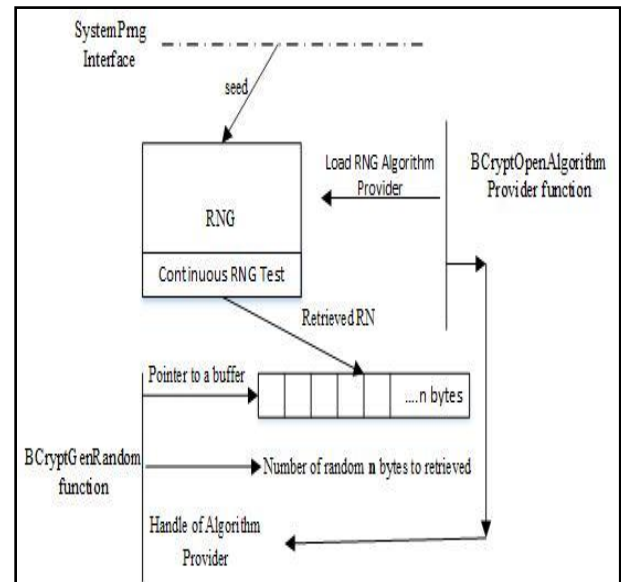 SystemPrng
Interface
seed
Load RNG Algorithm
Provider
BCryptOpenAlgorithm
Provider function
RNG
Continuous RNG Test
Retrieved RN
Pointer to a buffer
....n bytes
BCryptGenRandom
function
Number of random n bytes to retrieved
Handle of Algorithm
Provider